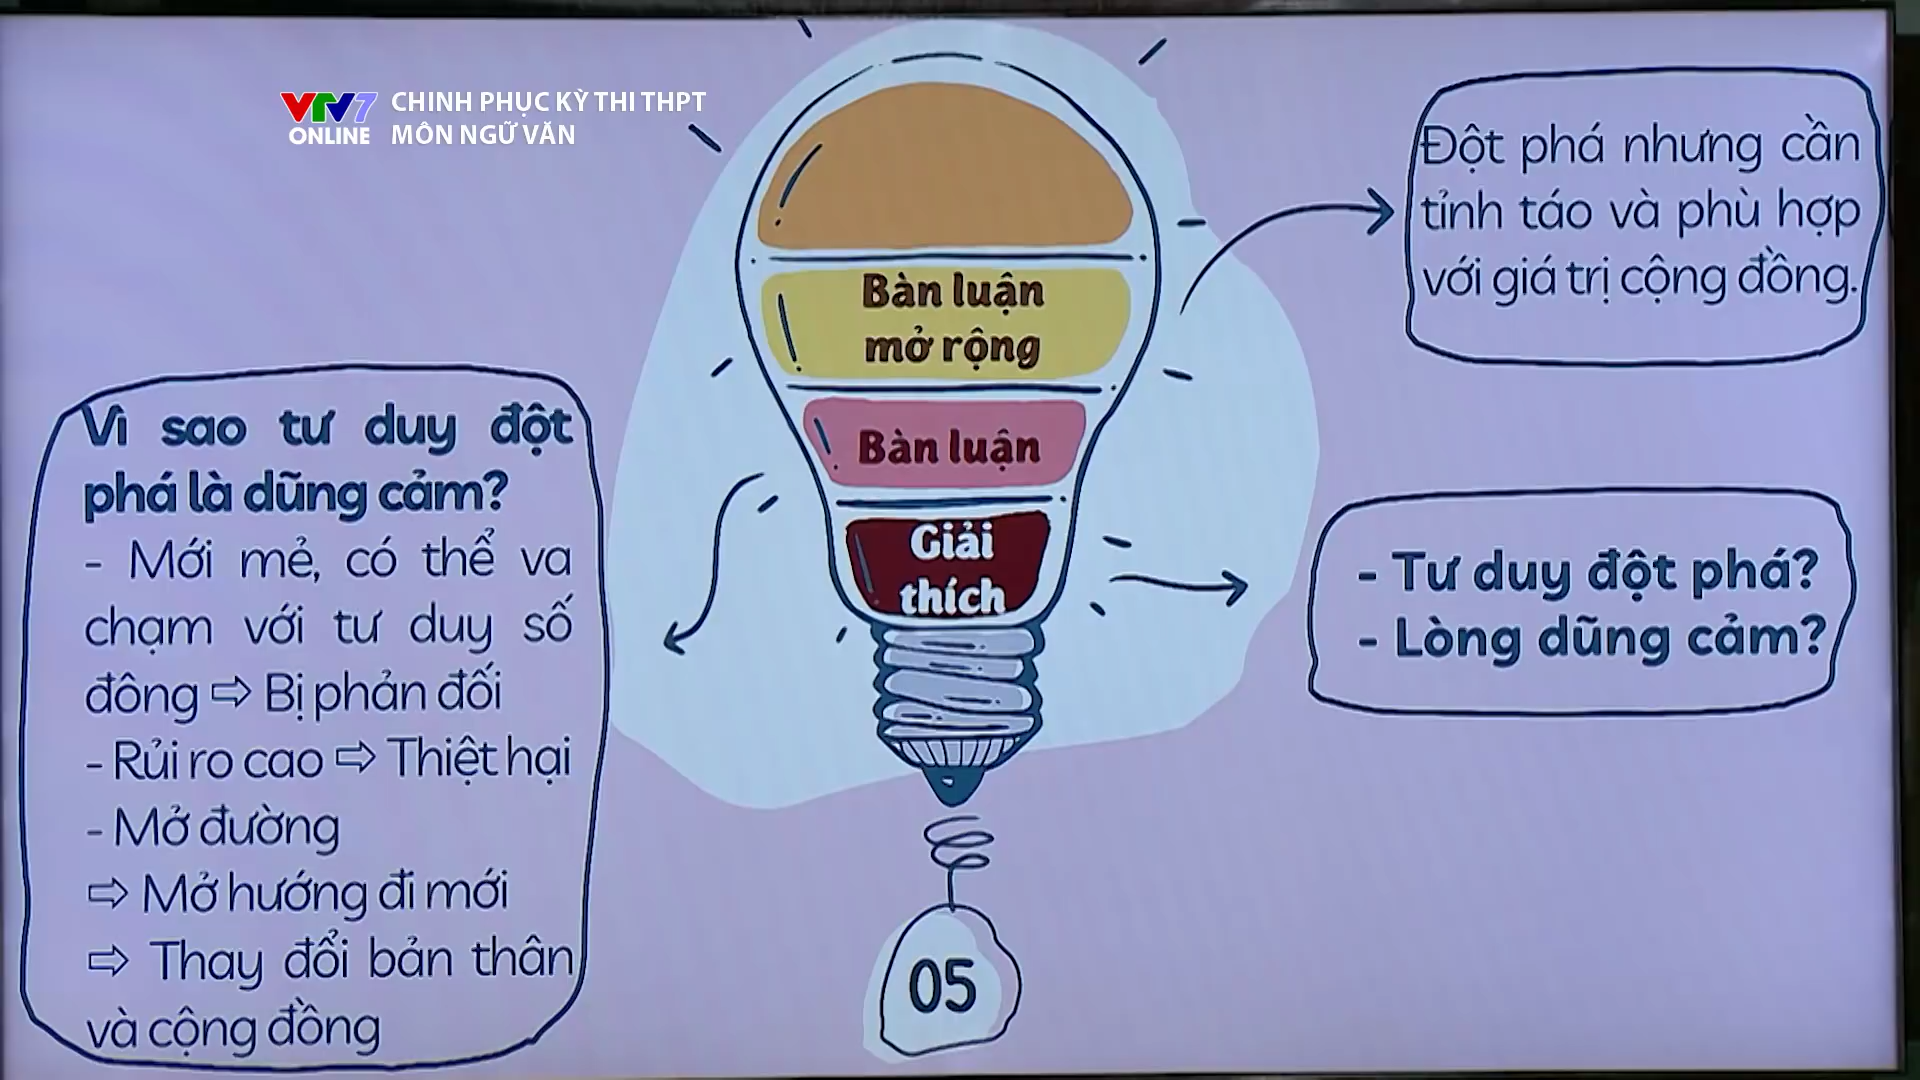 VTV7
ONLINE
CHINH PHỤC KỲ THI THPT
MÔN NGỮ VĂN
Đột phá nhưng cần
tỉnh táo và phù hợp
với giá trị cộng đồng.
Bàn luận
mở rộng
Bàn luận
Giải
thích
Vì sao tư duy đột
phá là dũng cảm?
- Mới mẻ, có thể va
chạm với tư duy số
đông ⇨ Bị phản đối
- Rủi ro cao ⇨ Thiệt hại
- Mở đường
⇨ Mở hướng đi mới
⇨ Thay đổi bản thân
và cộng đồng
- Tư duy đột phá?
- Lòng dũng cảm?
05